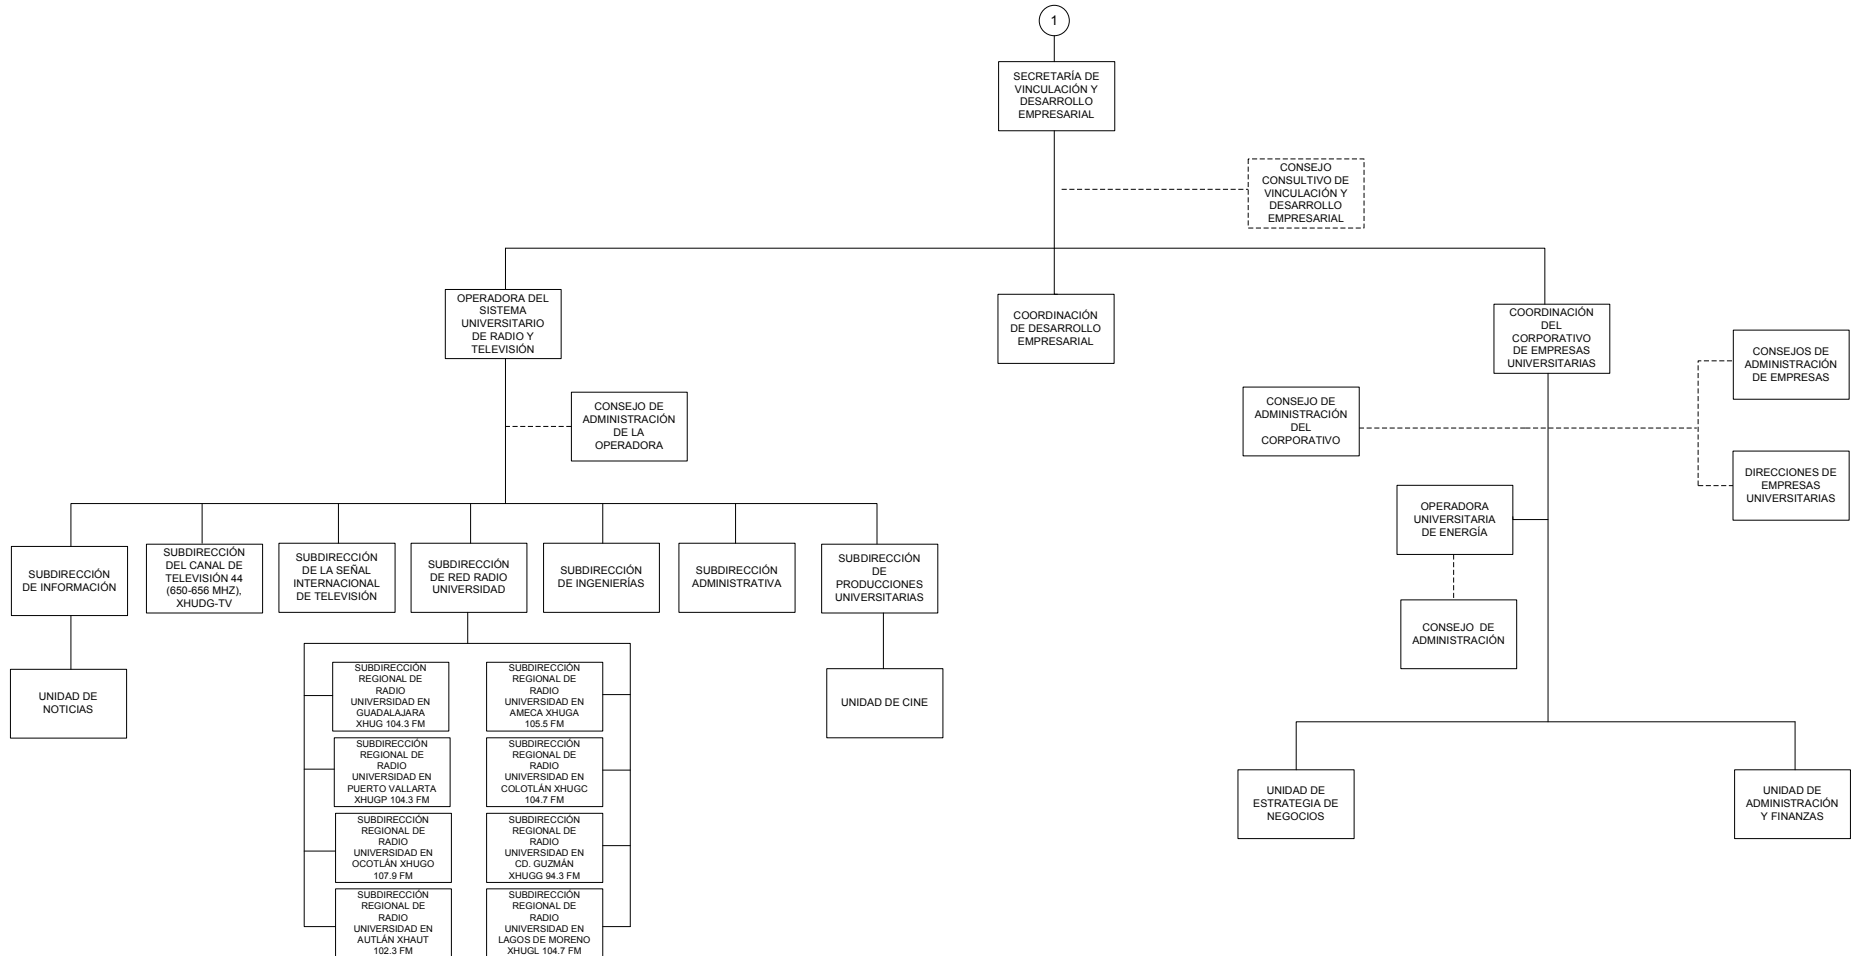 1
SECRETARÍA DE
VINCULACIÓN Y
DESARROLLO
EMPRESARIAL
CONSEJO
CONSULTIVO DE
VINCULACIÓN Y
DESARROLLO
EMPRESARIAL
OPERADORA DEL
SISTEMA
UNIVERSITARIO
DE RADIO Y
TELEVISIÓN
COORDINACIÓN
DE DESARROLLO
EMPRESARIAL
COORDINACIÓN
DEL
CORPORATIVO
DE EMPRESAS
UNIVERSITARIAS
CONSEJOS DE
ADMINISTRACIÓN
DE EMPRESAS
CONSEJO DE
ADMINISTRACIÓN
DE LA
OPERADORA
CONSEJO DE
ADMINISTRACIÓN
DEL
CORPORATIVO
DIRECCIONES DE
EMPRESAS
UNIVERSITARIAS
OPERADORA
UNIVERSITARIA
DE ENERGÍA
CONSEJO DE
ADMINISTRACIÓN
SUBDIRECCIÓN
DE INFORMACIÓN
SUBDIRECCIÓN
DEL CANAL DE
TELEVISIÓN 44
(650-656 MHZ),
XHUDG-TV
SUBDIRECCIÓN
DE LA SEÑAL
INTERNACIONAL
DE TELEVISIÓN
SUBDIRECCIÓN
DE RED RADIO
UNIVERSIDAD
SUBDIRECCIÓN
DE INGENIERÍAS
SUBDIRECCIÓN
ADMINISTRATIVA
SUBDIRECCIÓN
DE
PRODUCCIONES
UNIVERSITARIAS
UNIDAD DE
NOTICIAS
SUBDIRECCIÓN
REGIONAL DE
RADIO
UNIVERSIDAD EN
GUADALAJARA
XHUG 104.3 FM
SUBDIRECCIÓN
REGIONAL DE
RADIO
UNIVERSIDAD EN
AMECA XHUGA
105.5 FM
UNIDAD DE CINE
SUBDIRECCIÓN
REGIONAL DE
RADIO
UNIVERSIDAD EN
PUERTO VALLARTA
XHUGP 104.3 FM
SUBDIRECCIÓN
REGIONAL DE
RADIO
UNIVERSIDAD EN
COLOTLÁN XHUGC
104.7 FM
SUBDIRECCIÓN
REGIONAL DE
RADIO
UNIVERSIDAD EN
OCOTLÁN XHUGO
107.9 FM
SUBDIRECCIÓN
REGIONAL DE
RADIO
UNIVERSIDAD EN
CD. GUZMÁN
XHUGG 94.3 FM
SUBDIRECCIÓN
REGIONAL DE
RADIO
UNIVERSIDAD EN
AUTLÁN XHAUT
102.3 FM
SUBDIRECCIÓN
REGIONAL DE
RADIO
UNIVERSIDAD EN
LAGOS DE MORENO
XHUGL 104.7 FM
UNIDAD DE
ESTRATEGIA DE
NEGOCIOS
UNIDAD DE
ADMINISTRACIÓN
Y FINANZAS